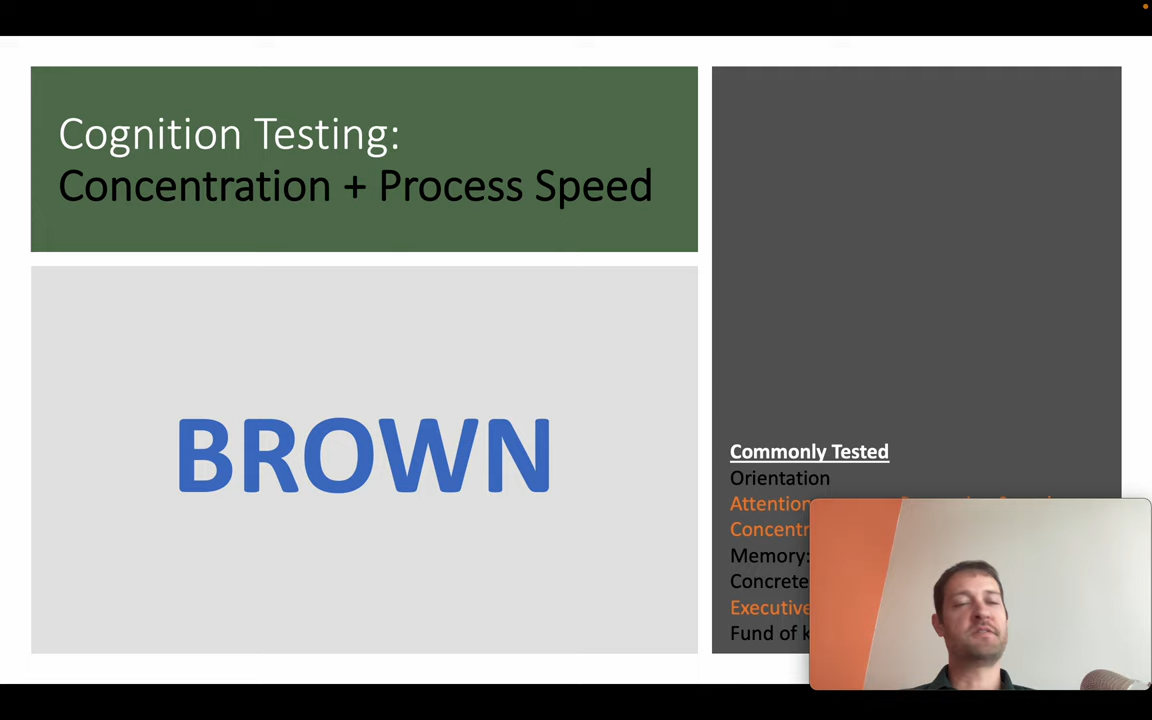 Cognition Testing:
Concentration + Process Speed
BROWN
Commonly Tested
Orientation
Attention
Memory:
Concrete
Executive
Fund of